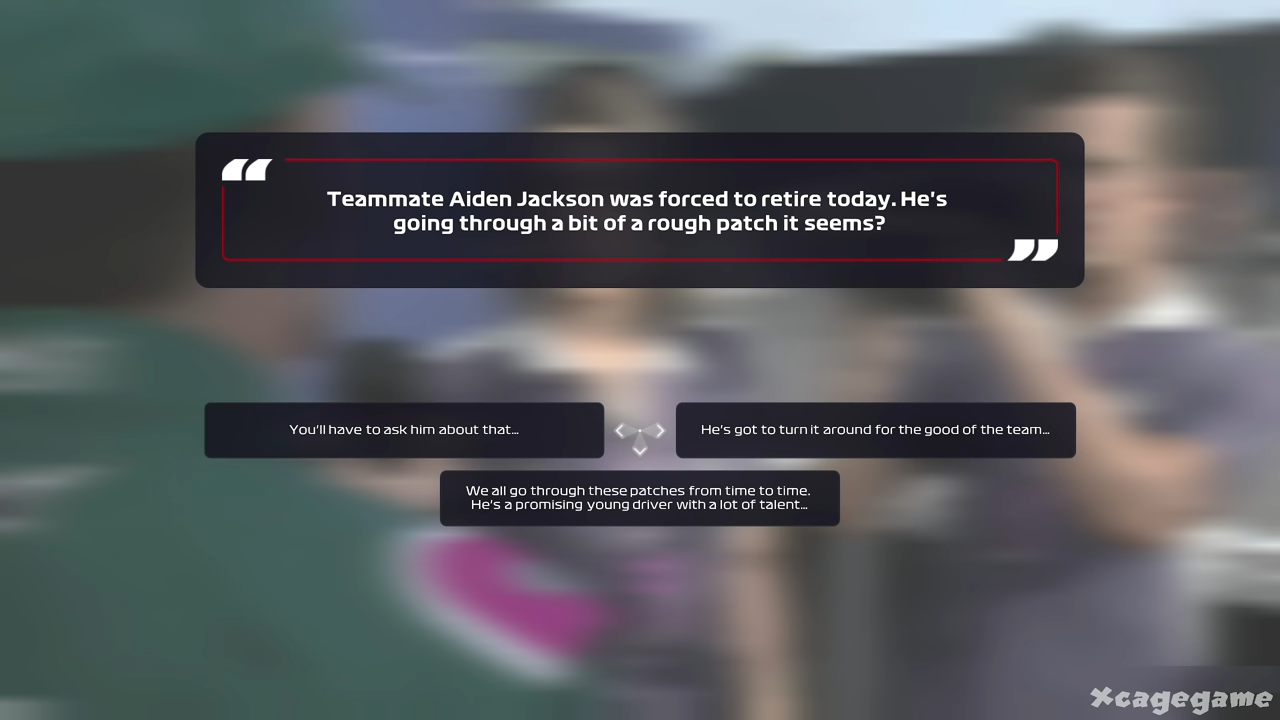 Teammate Aiden Jackson was forced to retire today. He's
going through a bit of a rough patch it seems?
You'll have to ask him about that...
He's got to turn it around for the good of the team...
We all go through these patches from time to time.
He's a promising young driver with a lot of talent...
Xcagegame